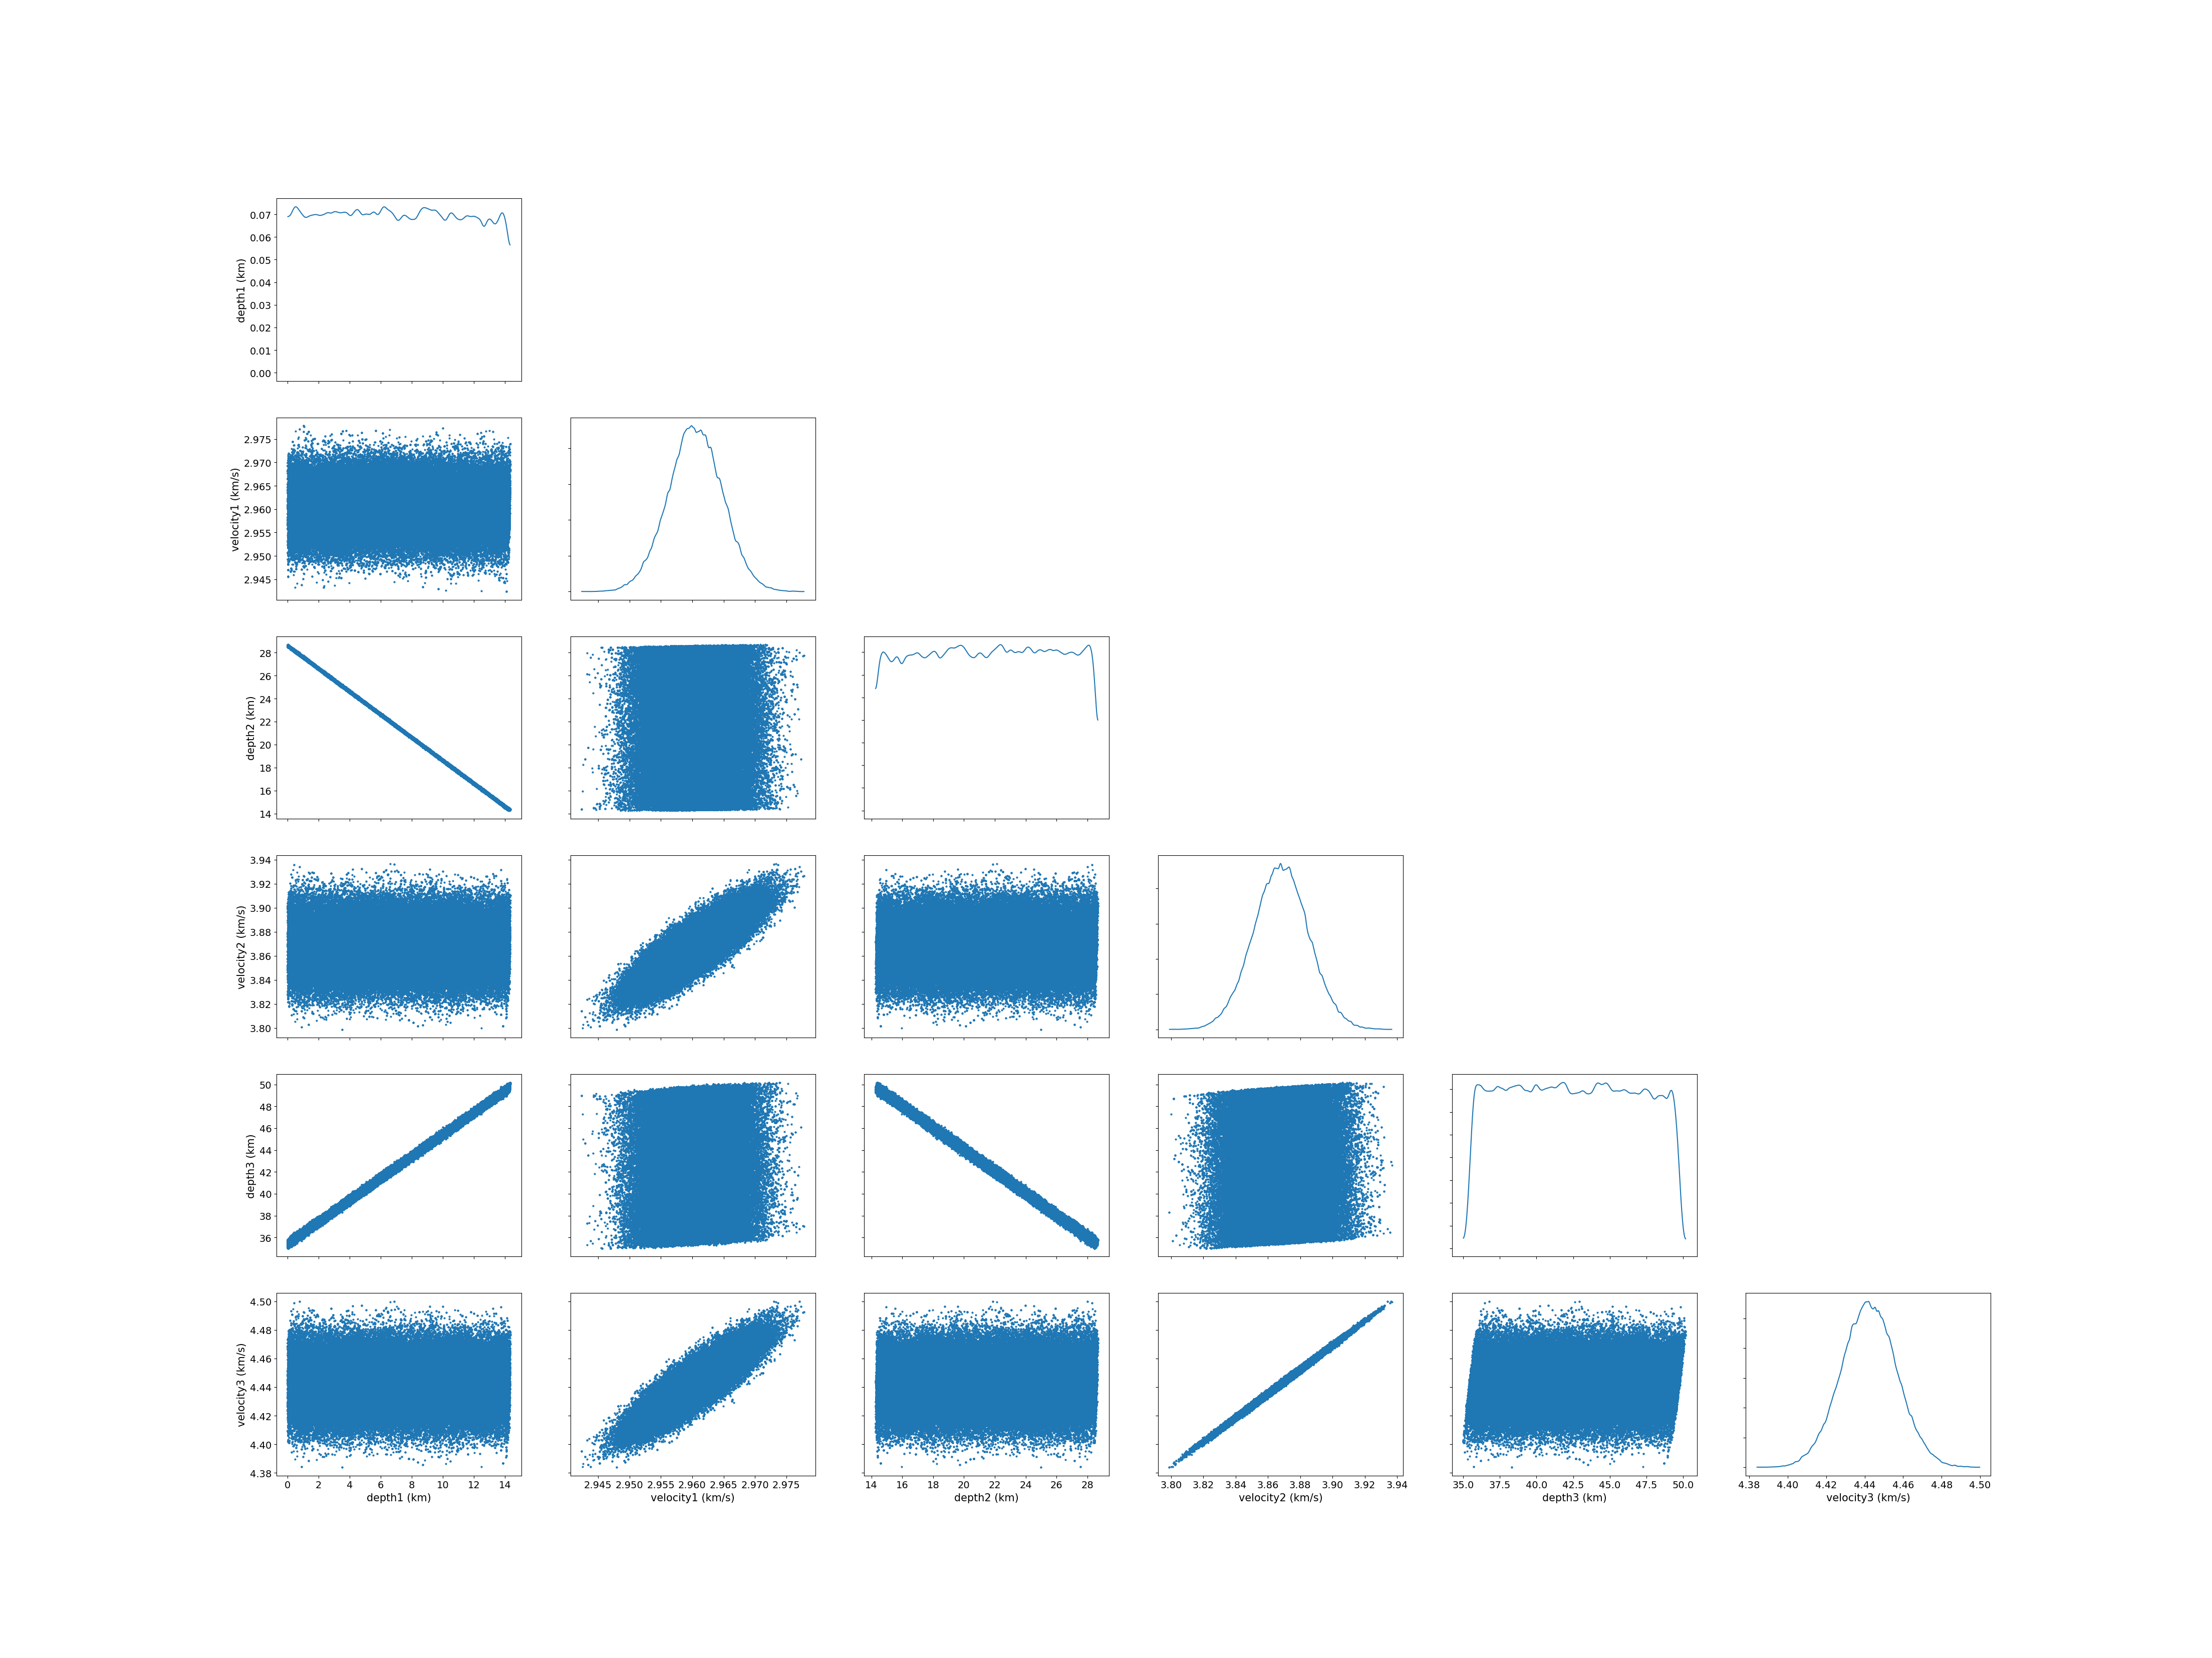 depth1 (km)
0.07
0.06
0.05
0.04
0.03
0.02
0.01
0.00
velocity1 (km/s)
2.975
2.970
2.965
2.960
2.955
2.950
2.945
depth2 (km)
28
26
24
22
20
18
16
14
velocity2 (km/s)
3.94
3.92
3.90
3.88
3.86
3.84
3.82
3.80
depth3 (km)
50
48
46
44
42
40
38
36
velocity3 (km/s)
4.50
4.48
4.46
4.44
4.42
4.40
4.38
0 2 4 6 8 10 12 14
depth1 (km)
2.945 2.950 2.955 2.960 2.965 2.970 2.975
velocity1 (km/s)
14 16 18 20 22 24 26 28
depth2 (km)
3.80 3.82 3.84 3.86 3.88 3.90 3.92 3.94
velocity2 (km/s)
35.0 37.5 40.0 42.5 45.0 47.5 50.0
depth3 (km)
4.38 4.40 4.42 4.44 4.46 4.48 4.50
velocity3 (km/s)